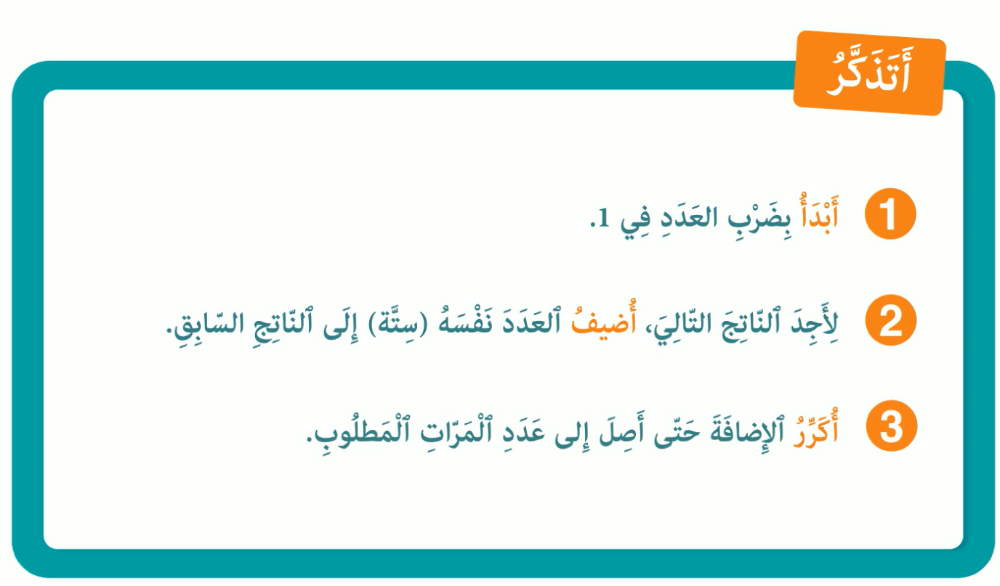 أَتَذَكَّرُ
1 أَبْدَأُ بِضَرْبِ العَدَدِ فِي 1.
2 لِأَجِدَ ٱلنّاتِجَ التّالِيَ، أُضيفُ ٱلعَدَدَ نَفْسَهُ (سِتَّة) إِلَى ٱلنّاتِجِ السّابِقِ.
3 أُكَرِّرُ ٱلإِضافَةَ حَتّى أَصِلَ إِلى عَدَدِ ٱلْمَرّاتِ ٱلْمَطلُوبِ.